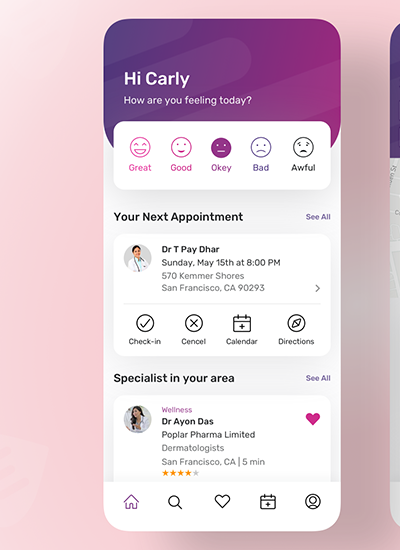 Hi Carly
How are you feeling today?
Great Good Okey Bad Awful
Your Next Appointment See All
Dr T Pay Dhar
Sunday, May 15th at 8:00 PM
570 Kemmer Shores
San Francisco, CA 90293
Check-in Cencel Calendar Directions
Specialist in your area See All
Wellness
Dr Ayon Das
Poplar Pharma Limited
Dermatologists
San Francisco, CA | 5 min